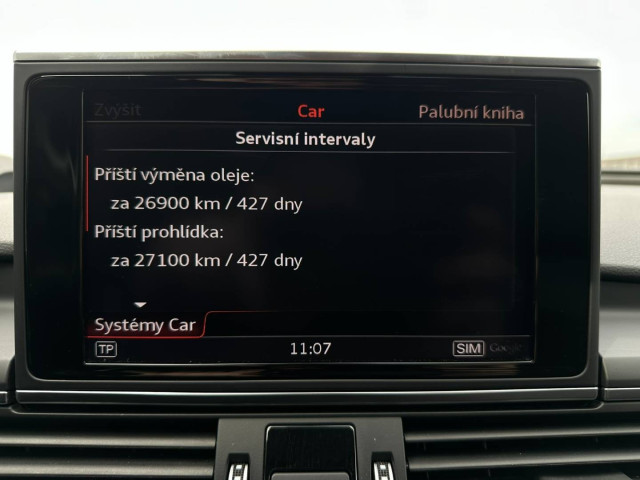 Zvýšit Car Palubní kniha
Servisní intervaly
Příští výměna oleje:
za 26900 km / 427 dny
Příští prohlídka:
za 27100 km / 427 dny
Systémy Car
TP 11:07 SIM Google